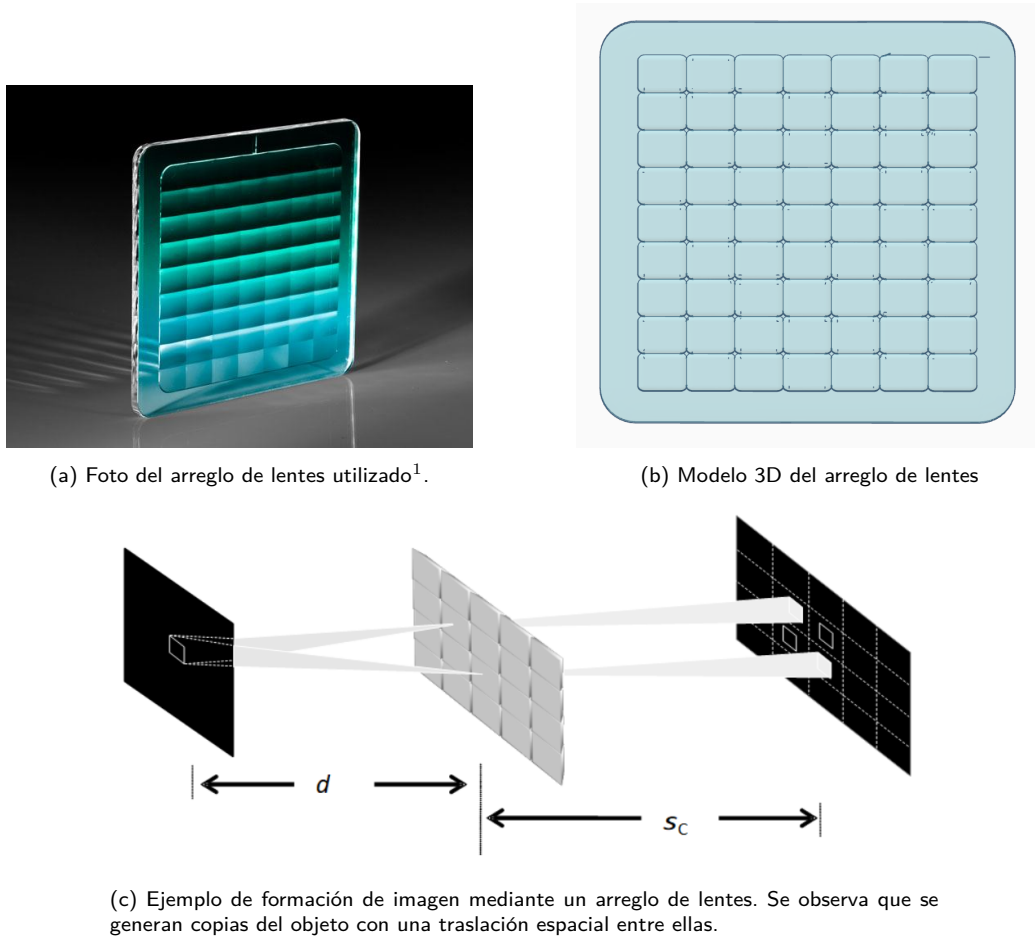 (a) Foto del arreglo de lentes utilizado1.
(b) Modelo 3D del arreglo de lentes
d
sC
(c) Ejemplo de formación de imagen mediante un arreglo de lentes. Se observa que se
generan copias del objeto con una traslación espacial entre ellas.